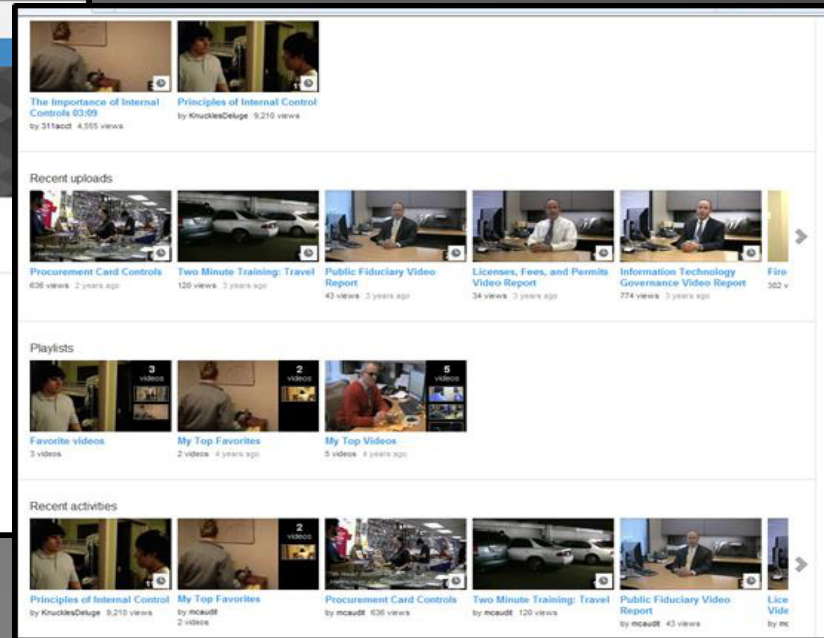 The Importance of Internal
Controls 03:09
by 311acct 4,555 views
Principles of Internal Control
by KnucklesDeluge 9,210 views
Recent uploads
Procurement Card Controls
636 views 2 years ago
Two Minute Training: Travel
120 views 3 years ago
Public Fiduciary Video
Report
43 views 3 years ago
Licenses, Fees, and Permits
Video Report
34 views 3 years ago
Information Technology
Governance Video Report
774 views 3 years ago
Fire
302 v
Playlists
3
videos
Favorite videos
3 videos
2
videos
My Top Favorites
2 videos 4 years ago
5
videos
My Top Videos
5 videos 4 years ago
Recent activities
Principles of Internal Control
by KnucklesDeluge 9,210 views
2
videos
My Top Favorites
by mcaudit
2 videos
Procurement Card Controls
by mcaudit 636 views
Two Minute Training: Travel
by mcaudit 120 views
Public Fiduciary Video
Report
by mcaudit 43 views
Lice
Vide
by mc